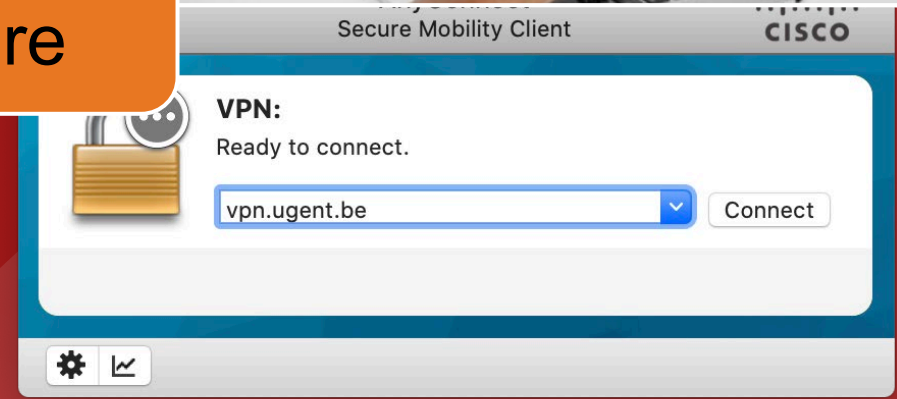 re
Secure Mobility Client
CISCO
VPN:
Ready to connect.
vpn.ugent.be
Connect